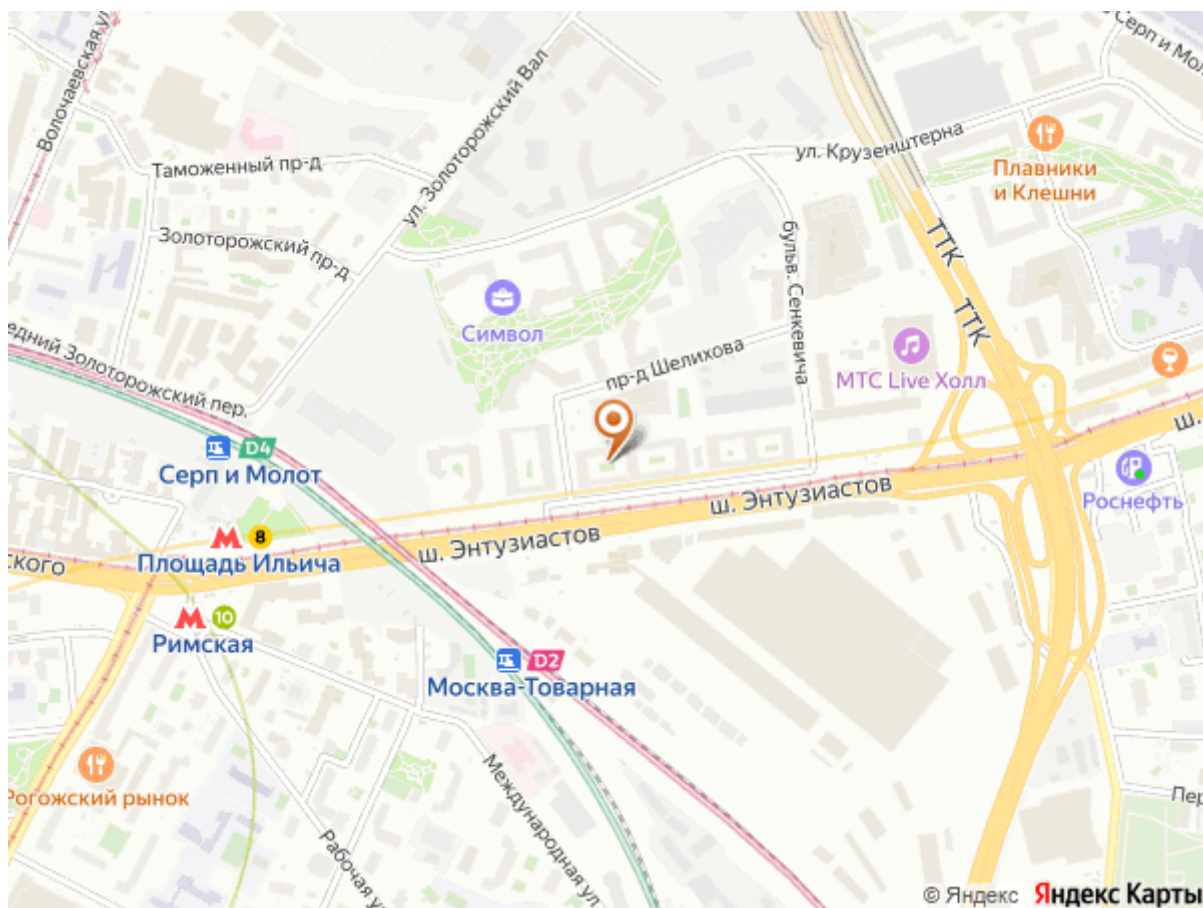 Волочаевская ул.
Серп и Мол
ул. Золоторожский Вал
ул. Крузенштерна
Таможенный пр-д
Плавники
и Клешни
Золоторожский пр-д
бульв. Сенкевича
ТТК
ТТК
Символ
едний Золоторожский пер.
пр-д Шелихова
МТС Live Холл
ш.
D4
Серп и Молот
ш. Энтузиастов
Роснефть
8
ш. Энтузиастов
Площадь Ильича
ского
10
Римская
D2
Москва-Товарная
Международная ул.
Рогожский рынок
Пер
Рабочая у
© Яндекс Яндекс Карты